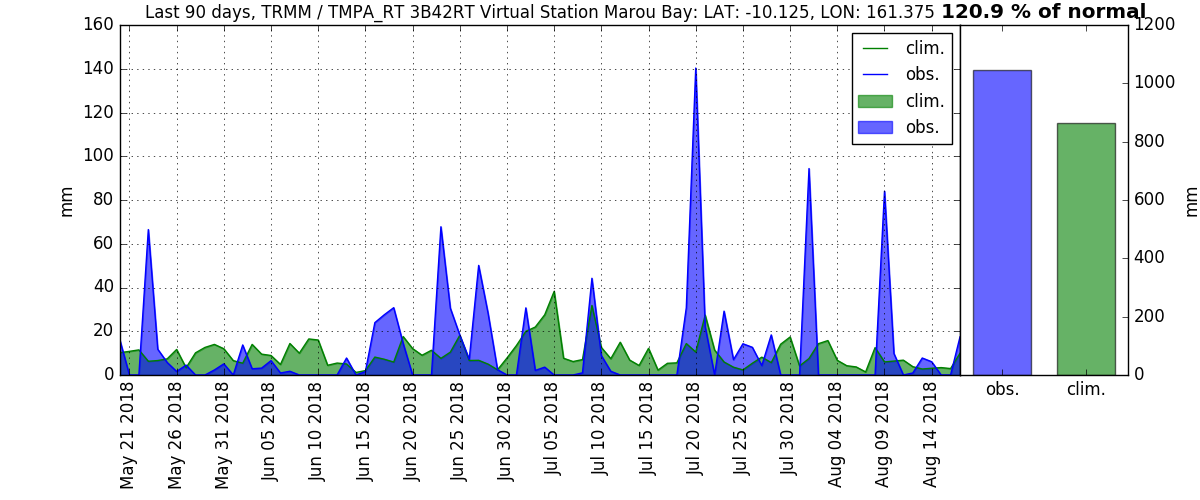 Last 90 days, TRMM / TMPA_RT 3B42RT Virtual Station Marou Bay: LAT: -10.125, LON: 161.375 120.9 % of normal
160
140
120
100
80
60
40
20
0
mm
clim.
obs.
clim.
obs.
May 21 2018
May 26 2018
May 31 2018
Jun 05 2018
Jun 10 2018
Jun 15 2018
Jun 20 2018
Jun 25 2018
Jun 30 2018
Jul 05 2018
Jul 10 2018
Jul 15 2018
Jul 20 2018
Jul 25 2018
Jul 30 2018
Aug 04 2018
Aug 09 2018
Aug 14 2018
1200
1000
800
600
400
200
0
mm
obs. clim.